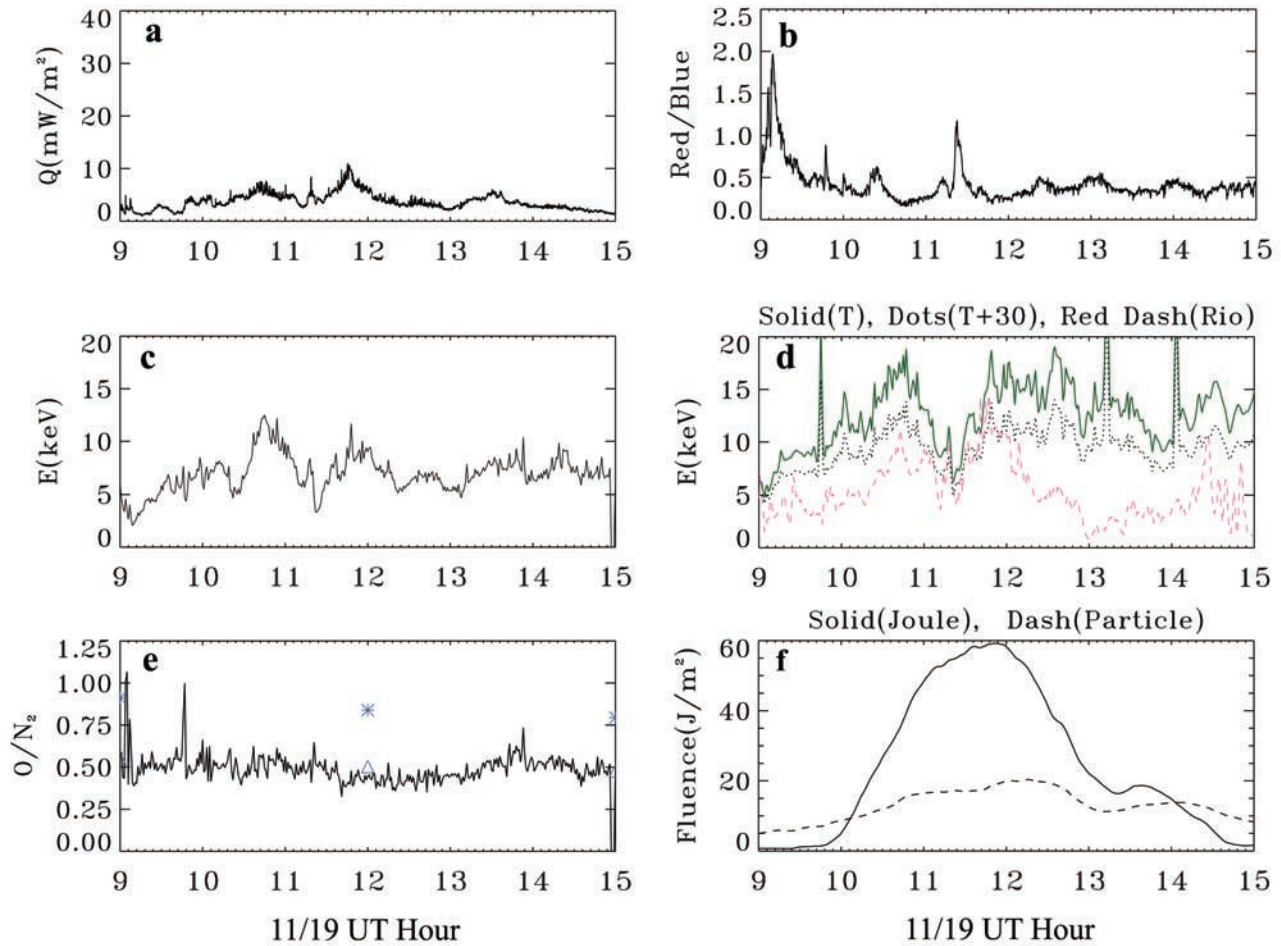 a
40
30
20
10
0
Q(mW/m²)
9 10 11 12 13 14 15
b
2.5
2.0
1.5
1.0
0.5
0.0
Red/Blue
9 10 11 12 13 14 15
c
20
15
10
5
0
E(keV)
9 10 11 12 13 14 15
Solid(T), Dots(T+30), Red Dash(Rio)
d
20
15
10
5
0
E(keV)
9 10 11 12 13 14 15
e
1.25
1.00
0.75
0.50
0.25
0.00
O/N₂
9 10 11 12 13 14 15
11/19 UT Hour
Solid(Joule), Dash(Particle)
f
60
40
20
0
Fluence(J/m²)
9 10 11 12 13 14 15
11/19 UT Hour